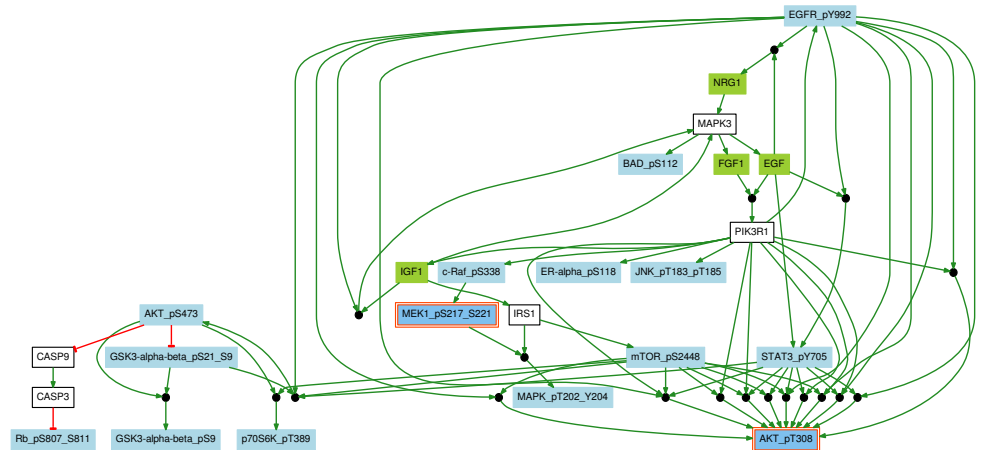 EGFR_pY992
NRG1
MAPK3
BAD_pS112
FGF1
EGF
PIK3R1
IGF1
c-Raf_pS338
ER-alpha_pS118
JNK_pT183_pT185
AKT_pS473
MEK1_pS217_S221
IRS1
CASP9
GSK3-alpha-beta_pS21_S9
mTOR_pS2448
STAT3_pY705
CASP3
MAPK_pT202_Y204
Rb_pS807_S811
GSK3-alpha-beta_pS9
p70S6K_pT389
AKT_pT308